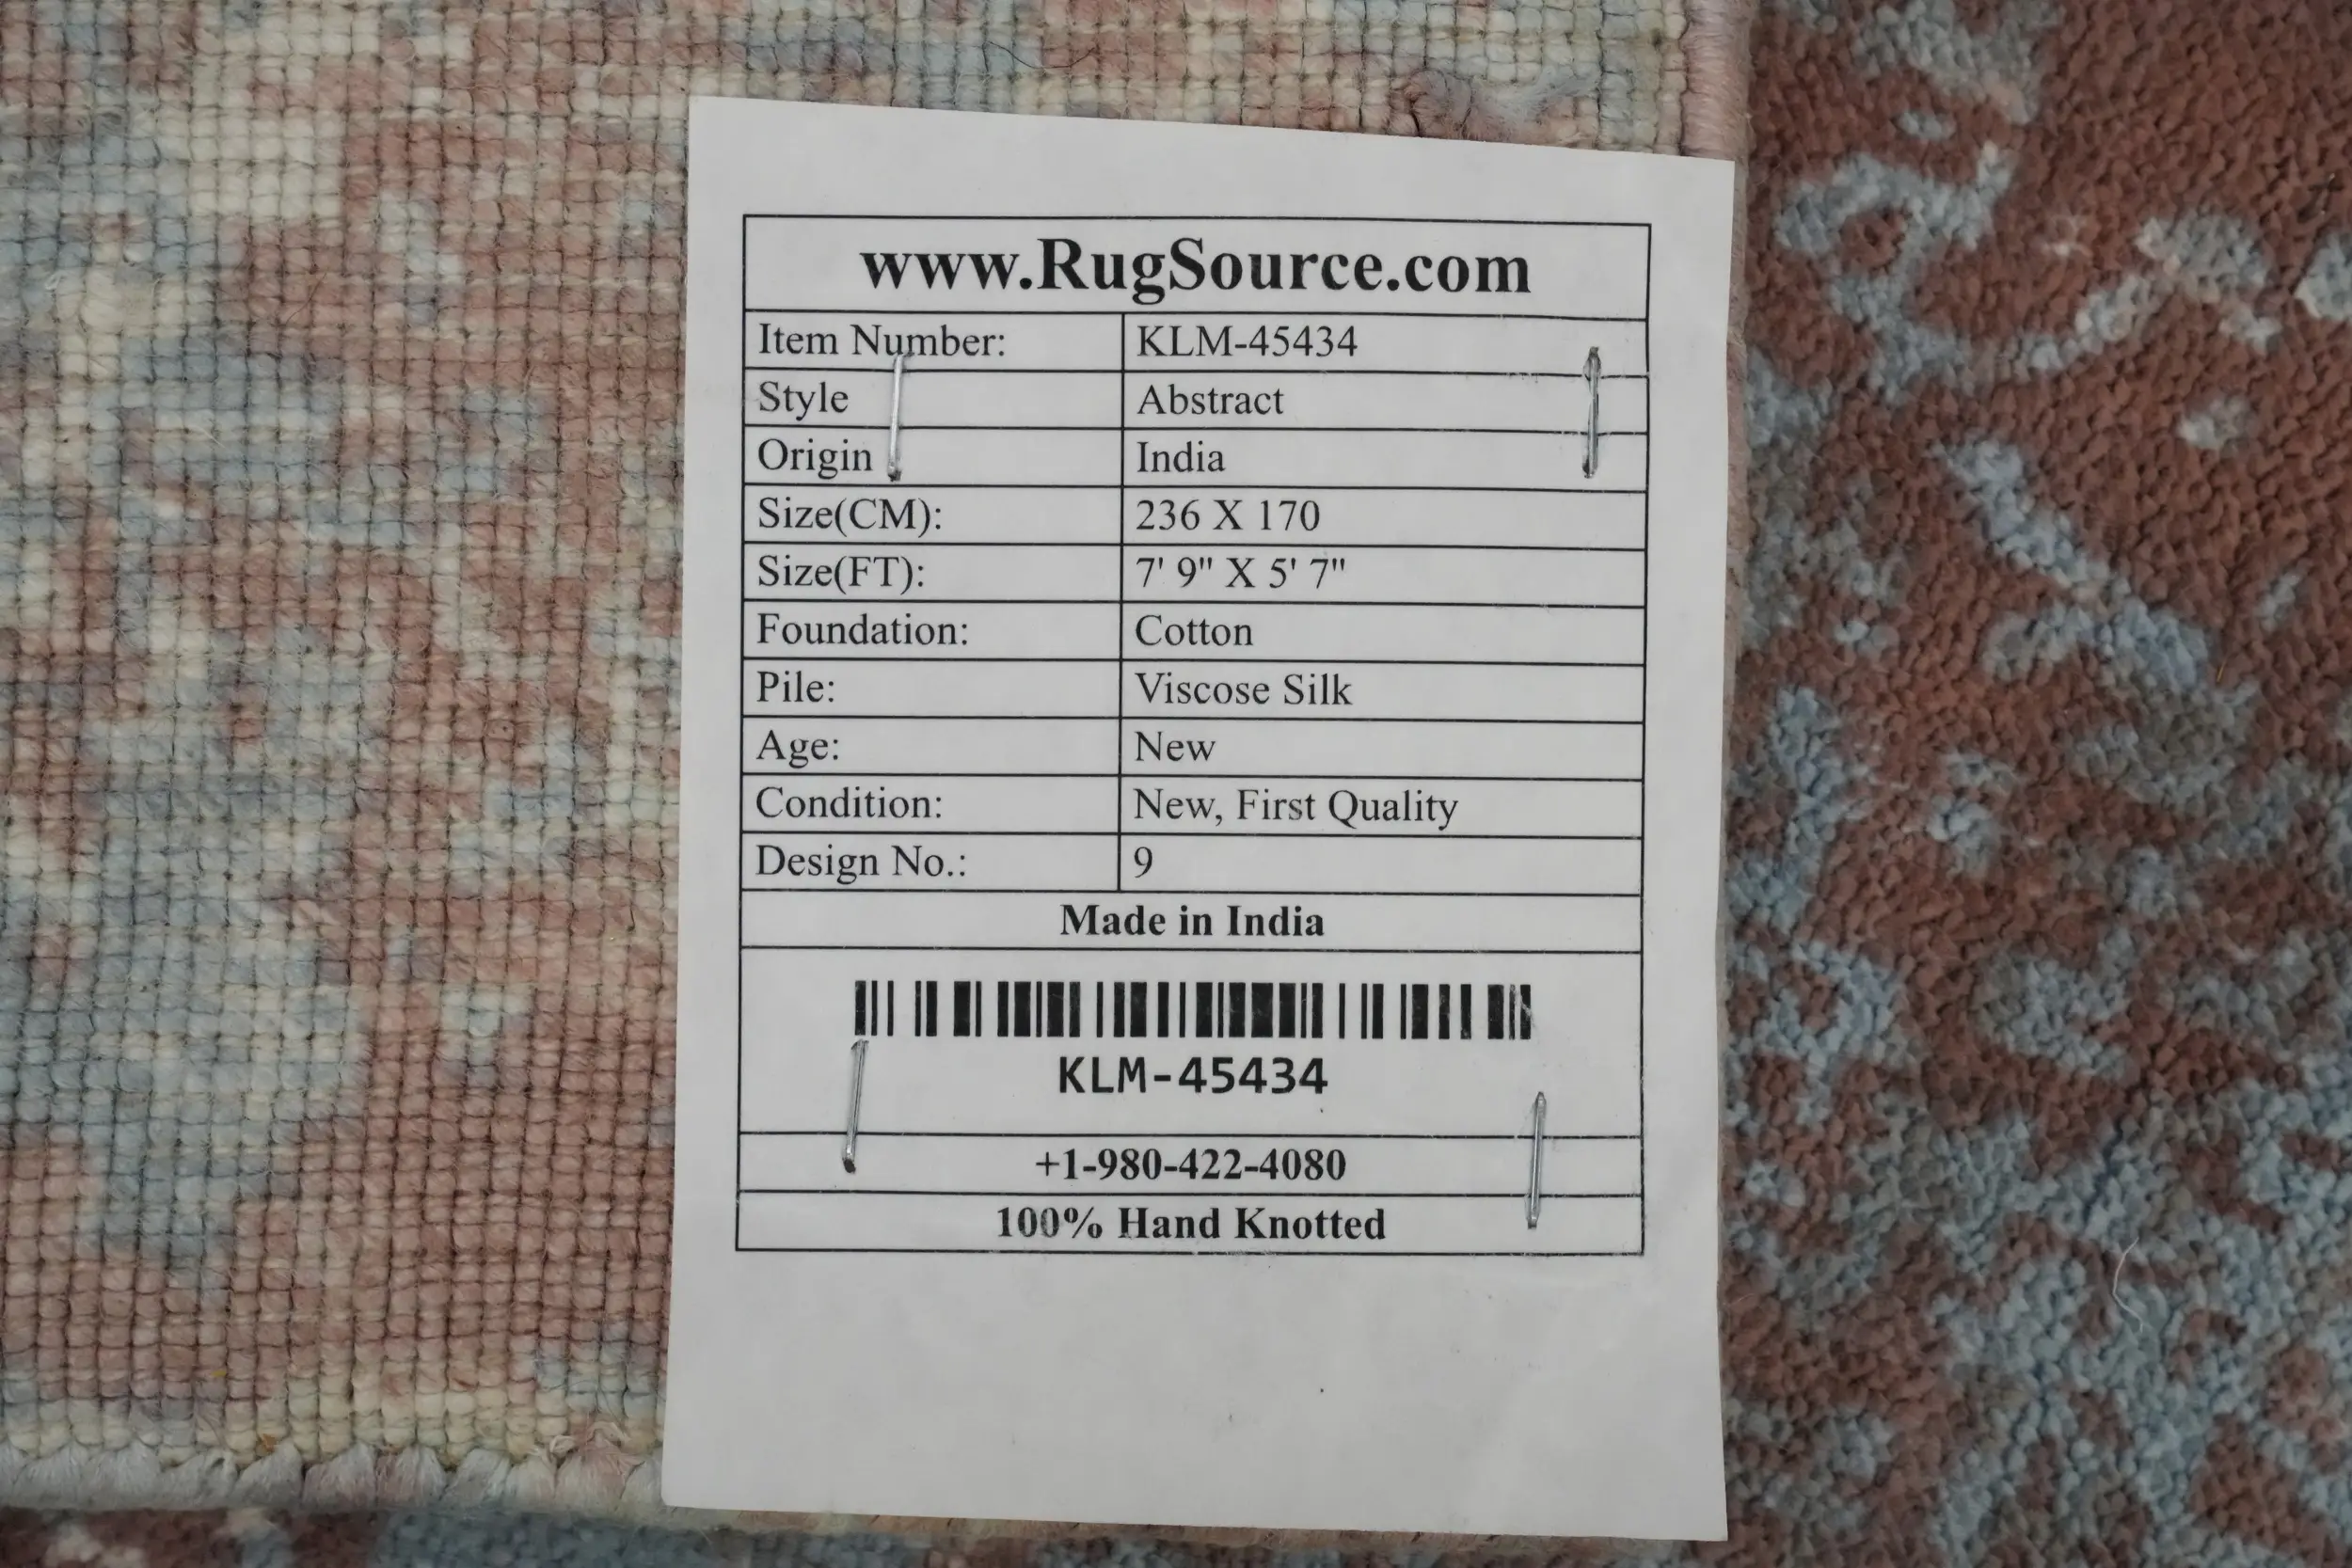 www.RugSource.com
Item Number: KLM-45434
Style Abstract
Origin India
Size(CM): 236 X 170
Size(FT): 7' 9" X 5' 7"
Foundation: Cotton
Pile: Viscose Silk
Age: New
Condition: New, First Quality
Design No.: 9
Made in India
KLM-45434
+1-980-422-4080
100% Hand Knotted